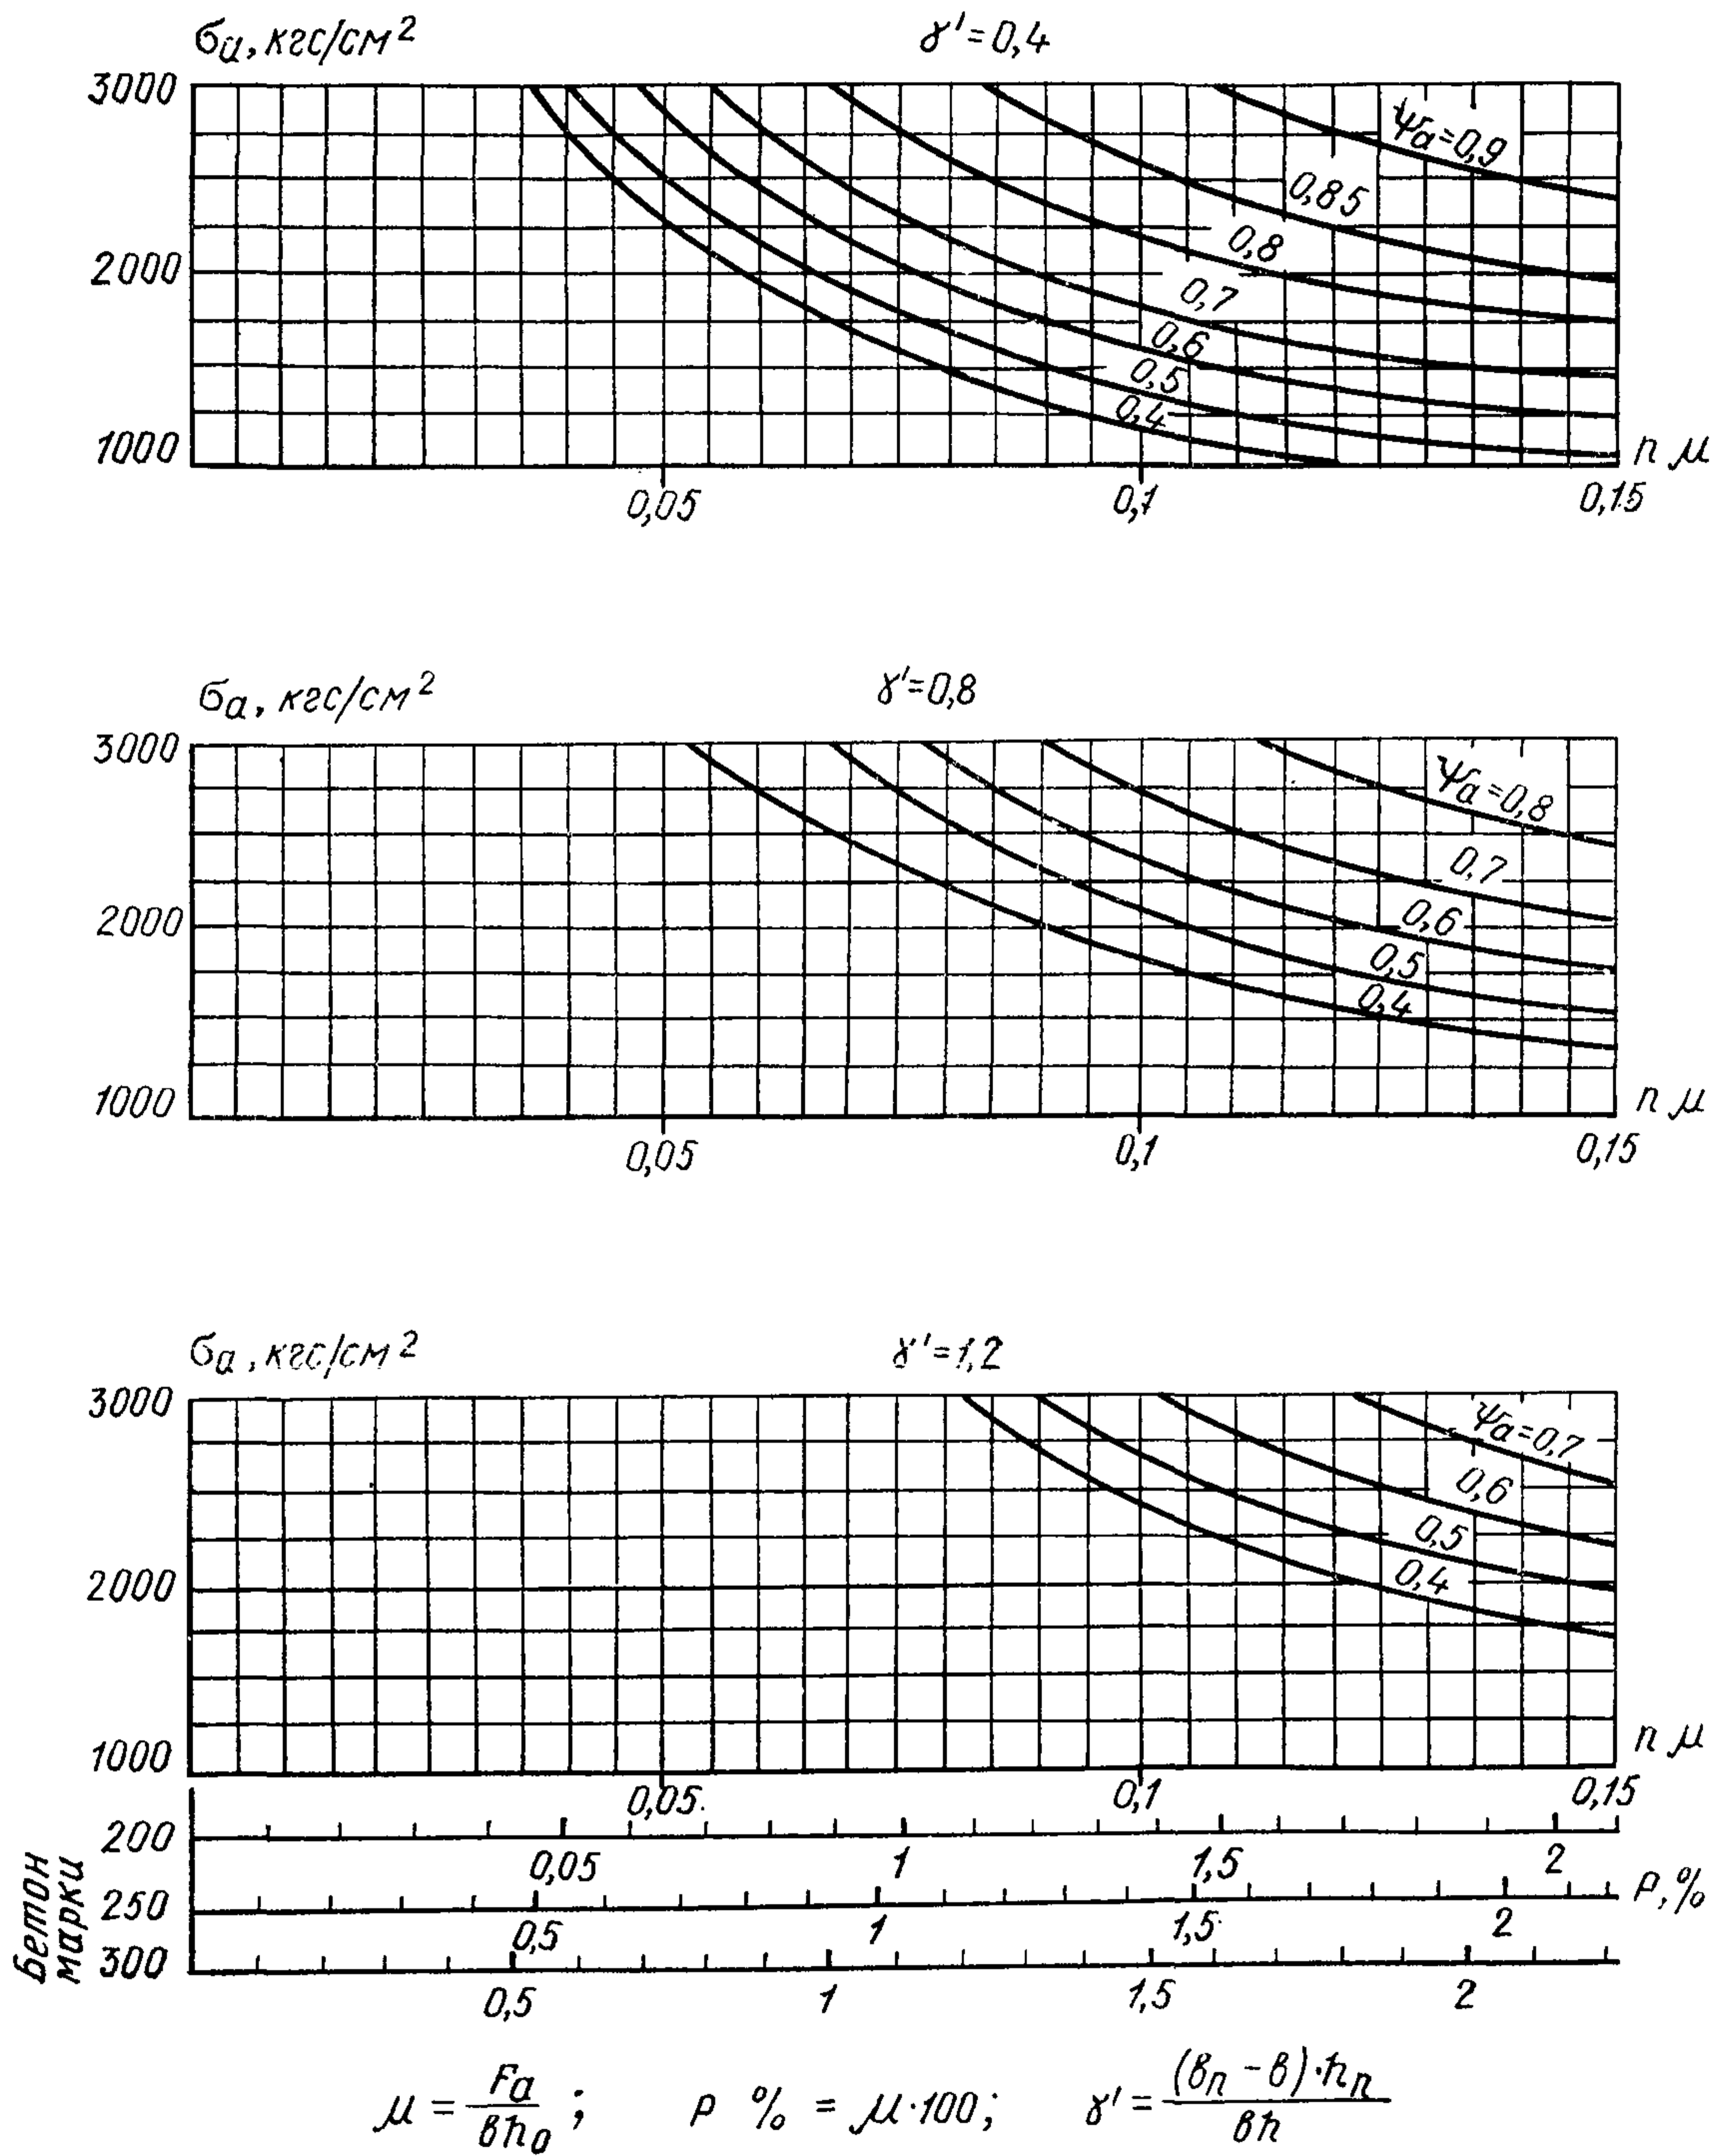 σа, кгс/см²
γ'=0,4
3000
ψа=0,9
0,85
0,8
2000
0,7
0,6
0,5
0,4
1000
n μ
0,05
0,1
0,15
σа, кгс/см²
γ'=0,8
3000
ψа=0,8
0,7
2000
0,6
0,5
0,4
1000
n μ
0,05
0,1
0,15
σа, кгс/см²
γ'=1,2
3000
ψа=0,7
0,6
0,5
2000
0,4
1000
n μ
0,05
0,1
0,15
бетон
марки
200
0,05
1
1,5
2
250
P, %
0,5
1
1,5
2
300
0,5
1
1,5
2
μ = Fа / вh₀ ; P % = μ·100; γ' = (вп - в)·hп / вh